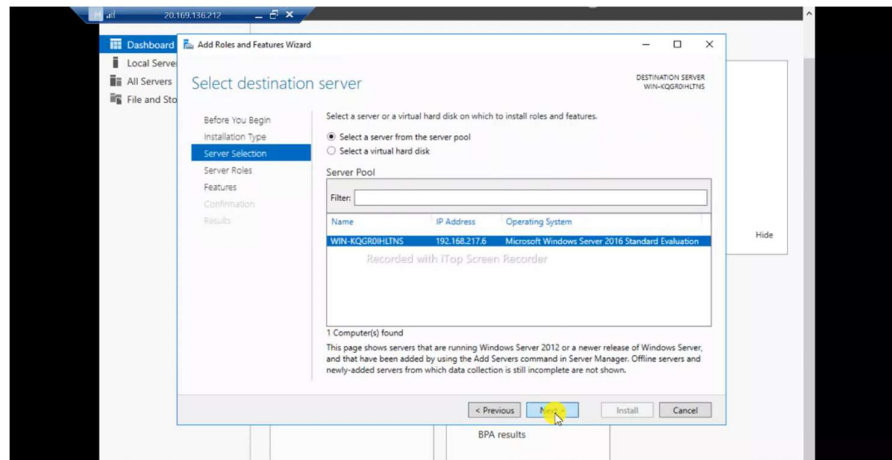 20.169.136.212
Dashboard
Local Serve
All Servers
File and Sto
Add Roles and Features Wizard
Select destination server
DESTINATION SERVER
WIN-KQGR0IHLTNS
Before You Begin
Installation Type
Server Selection
Server Roles
Features
Confirmation
Results
Select a server or a virtual hard disk on which to install roles and features.
Select a server from the server pool
Select a virtual hard disk
Server Pool
Filter:
Name IP Address Operating System
WIN-KQGR0IHLTNS 192.168.217.6 Microsoft Windows Server 2016 Standard Evaluation
Recorded with iTop Screen Recorder
1 Computer(s) found
This page shows servers that are running Windows Server 2012 or a newer release of Windows Server,
and that have been added by using the Add Servers command in Server Manager. Offline servers and
newly-added servers from which data collection is still incomplete are not shown.
< Previous
Next >
Install
Cancel
Hide
BPA results